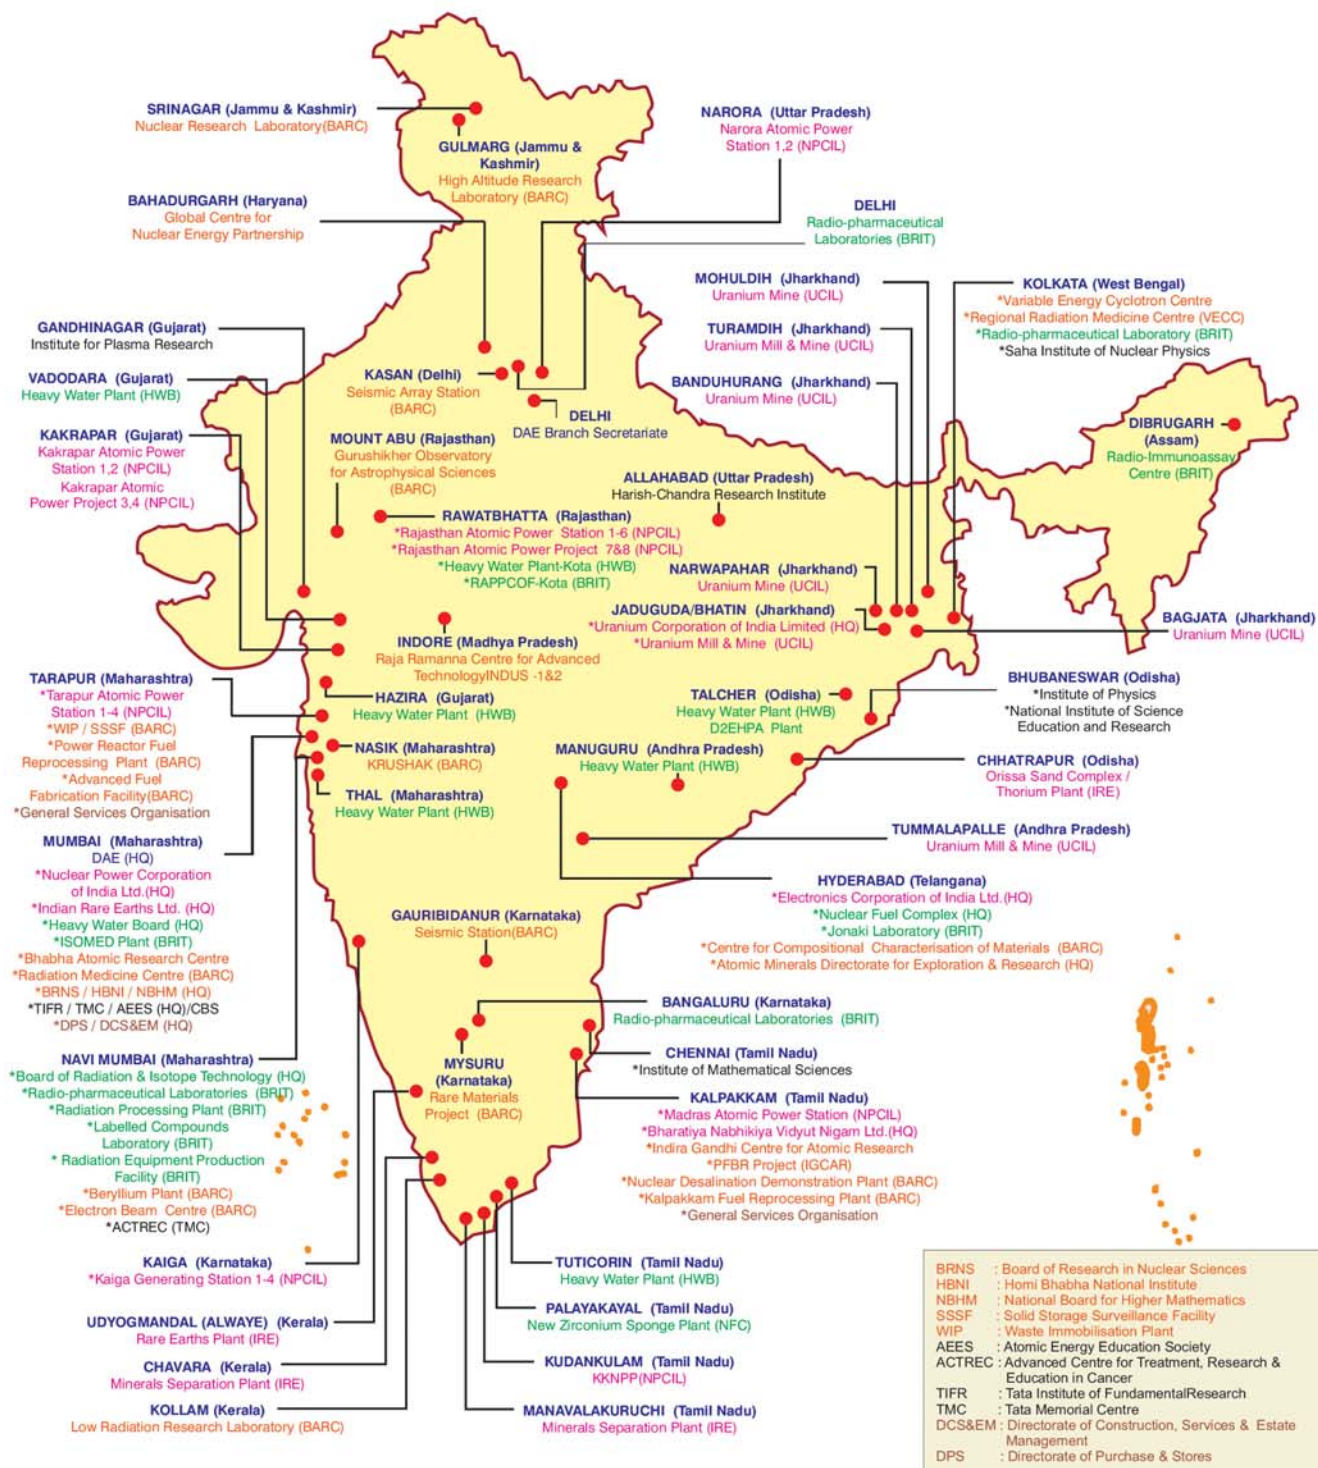 SRINAGAR (Jammu & Kashmir)
Nuclear Research Laboratory(BARC)
GULMARG (Jammu &
Kashmir)
High Altitude Research
Laboratory (BARC)
NARORA (Uttar Pradesh)
Narora Atomic Power
Station 1,2 (NPCIL)
BAHADURGARH (Haryana)
Global Centre for
Nuclear Energy Partnership
DELHI
Radio-pharmaceutical
Laboratories (BRIT)
MOHULDIH (Jharkhand)
Uranium Mine (UCIL)
KOLKATA (West Bengal)
*Variable Energy Cyclotron Centre
*Regional Radiation Medicine Centre (VECC)
*Radio-pharmaceutical Laboratory (BRIT)
*Saha Institute of Nuclear Physics
GANDHINAGAR (Gujarat)
Institute for Plasma Research
TURAMDIH (Jharkhand)
Uranium Mill & Mine (UCIL)
VADODARA (Gujarat)
Heavy Water Plant (HWB)
KASAN (Delhi)
Seismic Array Station
(BARC)
BANDUHURANG (Jharkhand)
Uranium Mine (UCIL)
DELHI
DAE Branch Secretariate
DIBRUGARH
(Assam)
Radio-Immunoassay
Centre (BRIT)
KAKRAPAR (Gujarat)
Kakrapar Atomic Power
Station 1,2 (NPCIL)
Kakrapar Atomic
Power Project 3,4 (NPCIL)
MOUNT ABU (Rajasthan)
Gurushikher Observatory
for Astrophysical Sciences
(BARC)
ALLAHABAD (Uttar Pradesh)
Harish-Chandra Research Institute
RAWATBHATTA (Rajasthan)
*Rajasthan Atomic Power Station 1-6 (NPCIL)
*Rajasthan Atomic Power Project 7&8 (NPCIL)
*Heavy Water Plant-Kota (HWB)
*RAPPCOF-Kota (BRIT)
NARWAPAHAR (Jharkhand)
Uranium Mine (UCIL)
JADUGUDA/BHATIN (Jharkhand)
*Uranium Corporation of India Limited (HQ)
*Uranium Mill & Mine (UCIL)
BAGJATA (Jharkhand)
Uranium Mine (UCIL)
INDORE (Madhya Pradesh)
Raja Ramanna Centre for Advanced
TechnologyINDUS -1&2
TARAPUR (Maharashtra)
*Tarapur Atomic Power
Station 1-4 (NPCIL)
*WIP / SSSF (BARC)
*Power Reactor Fuel
Reprocessing Plant (BARC)
*Advanced Fuel
Fabrication Facility(BARC)
*General Services Organisation
HAZIRA (Gujarat)
Heavy Water Plant (HWB)
TALCHER (Odisha)
Heavy Water Plant (HWB)
D2EHPA Plant
BHUBANESWAR (Odisha)
*Institute of Physics
*National Institute of Science
Education and Research
NASIK (Maharashtra)
KRUSHAK (BARC)
MANUGURU (Andhra Pradesh)
Heavy Water Plant (HWB)
CHHATRAPUR (Odisha)
Orissa Sand Complex /
Thorium Plant (IRE)
THAL (Maharashtra)
Heavy Water Plant (HWB)
TUMMALAPALLE (Andhra Pradesh)
Uranium Mill & Mine (UCIL)
MUMBAI (Maharashtra)
DAE (HQ)
*Nuclear Power Corporation
of India Ltd.(HQ)
*Indian Rare Earths Ltd. (HQ)
*Heavy Water Board (HQ)
*ISOMED Plant (BRIT)
*Bhabha Atomic Research Centre
*Radiation Medicine Centre (BARC)
*BRNS / HBNI / NBHM (HQ)
*TIFR / TMC / AEES (HQ)/CBS
*DPS / DCS&EM (HQ)
HYDERABAD (Telangana)
*Electronics Corporation of India Ltd.(HQ)
*Nuclear Fuel Complex (HQ)
*Jonaki Laboratory (BRIT)
*Centre for Compositional Characterisation of Materials (BARC)
*Atomic Minerals Directorate for Exploration & Research (HQ)
GAURIBIDANUR (Karnataka)
Seismic Station(BARC)
BANGALURU (Karnataka)
Radio-pharmaceutical Laboratories (BRIT)
CHENNAI (Tamil Nadu)
*Institute of Mathematical Sciences
MYSURU
(Karnataka)
Rare Materials
Project (BARC)
NAVI MUMBAI (Maharashtra)
*Board of Radiation & Isotope Technology (HQ)
*Radio-pharmaceutical Laboratories (BRIT)
*Radiation Processing Plant (BRIT)
*Labelled Compounds
Laboratory (BRIT)
* Radiation Equipment Production
Facility (BRIT)
*Beryllium Plant (BARC)
*Electron Beam Centre (BARC)
*ACTREC (TMC)
KALPAKKAM (Tamil Nadu)
*Madras Atomic Power Station (NPCIL)
*Bharatiya Nabhikiya Vidyut Nigam Ltd.(HQ)
*Indira Gandhi Centre for Atomic Research
*PFBR Project (IGCAR)
*Nuclear Desalination Demonstration Plant (BARC)
*Kalpakkam Fuel Reprocessing Plant (BARC)
*General Services Organisation
KAIGA (Karnataka)
*Kaiga Generating Station 1-4 (NPCIL)
TUTICORIN (Tamil Nadu)
Heavy Water Plant (HWB)
UDYOGMANDAL (ALWAYE) (Kerala)
Rare Earths Plant (IRE)
PALAYAKAYAL (Tamil Nadu)
New Zirconium Sponge Plant (NFC)
CHAVARA (Kerala)
Minerals Separation Plant (IRE)
KUDANKULAM (Tamil Nadu)
KKNPP(NPCIL)
KOLLAM (Kerala)
Low Radiation Research Laboratory (BARC)
MANAVALAKURUCHI (Tamil Nadu)
Minerals Separation Plant (IRE)
BRNS : Board of Research in Nuclear Sciences
HBNI : Homi Bhabha National Institute
NBHM : National Board for Higher Mathematics
SSSF : Solid Storage Surveillance Facility
WIP : Waste Immobilisation Plant
AEES : Atomic Energy Education Society
ACTREC : Advanced Centre for Treatment, Research &
Education in Cancer
TIFR : Tata Institute of FundamentalResearch
TMC : Tata Memorial Centre
DCS&EM : Directorate of Construction, Services & Estate
Management
DPS : Directorate of Purchase & Stores